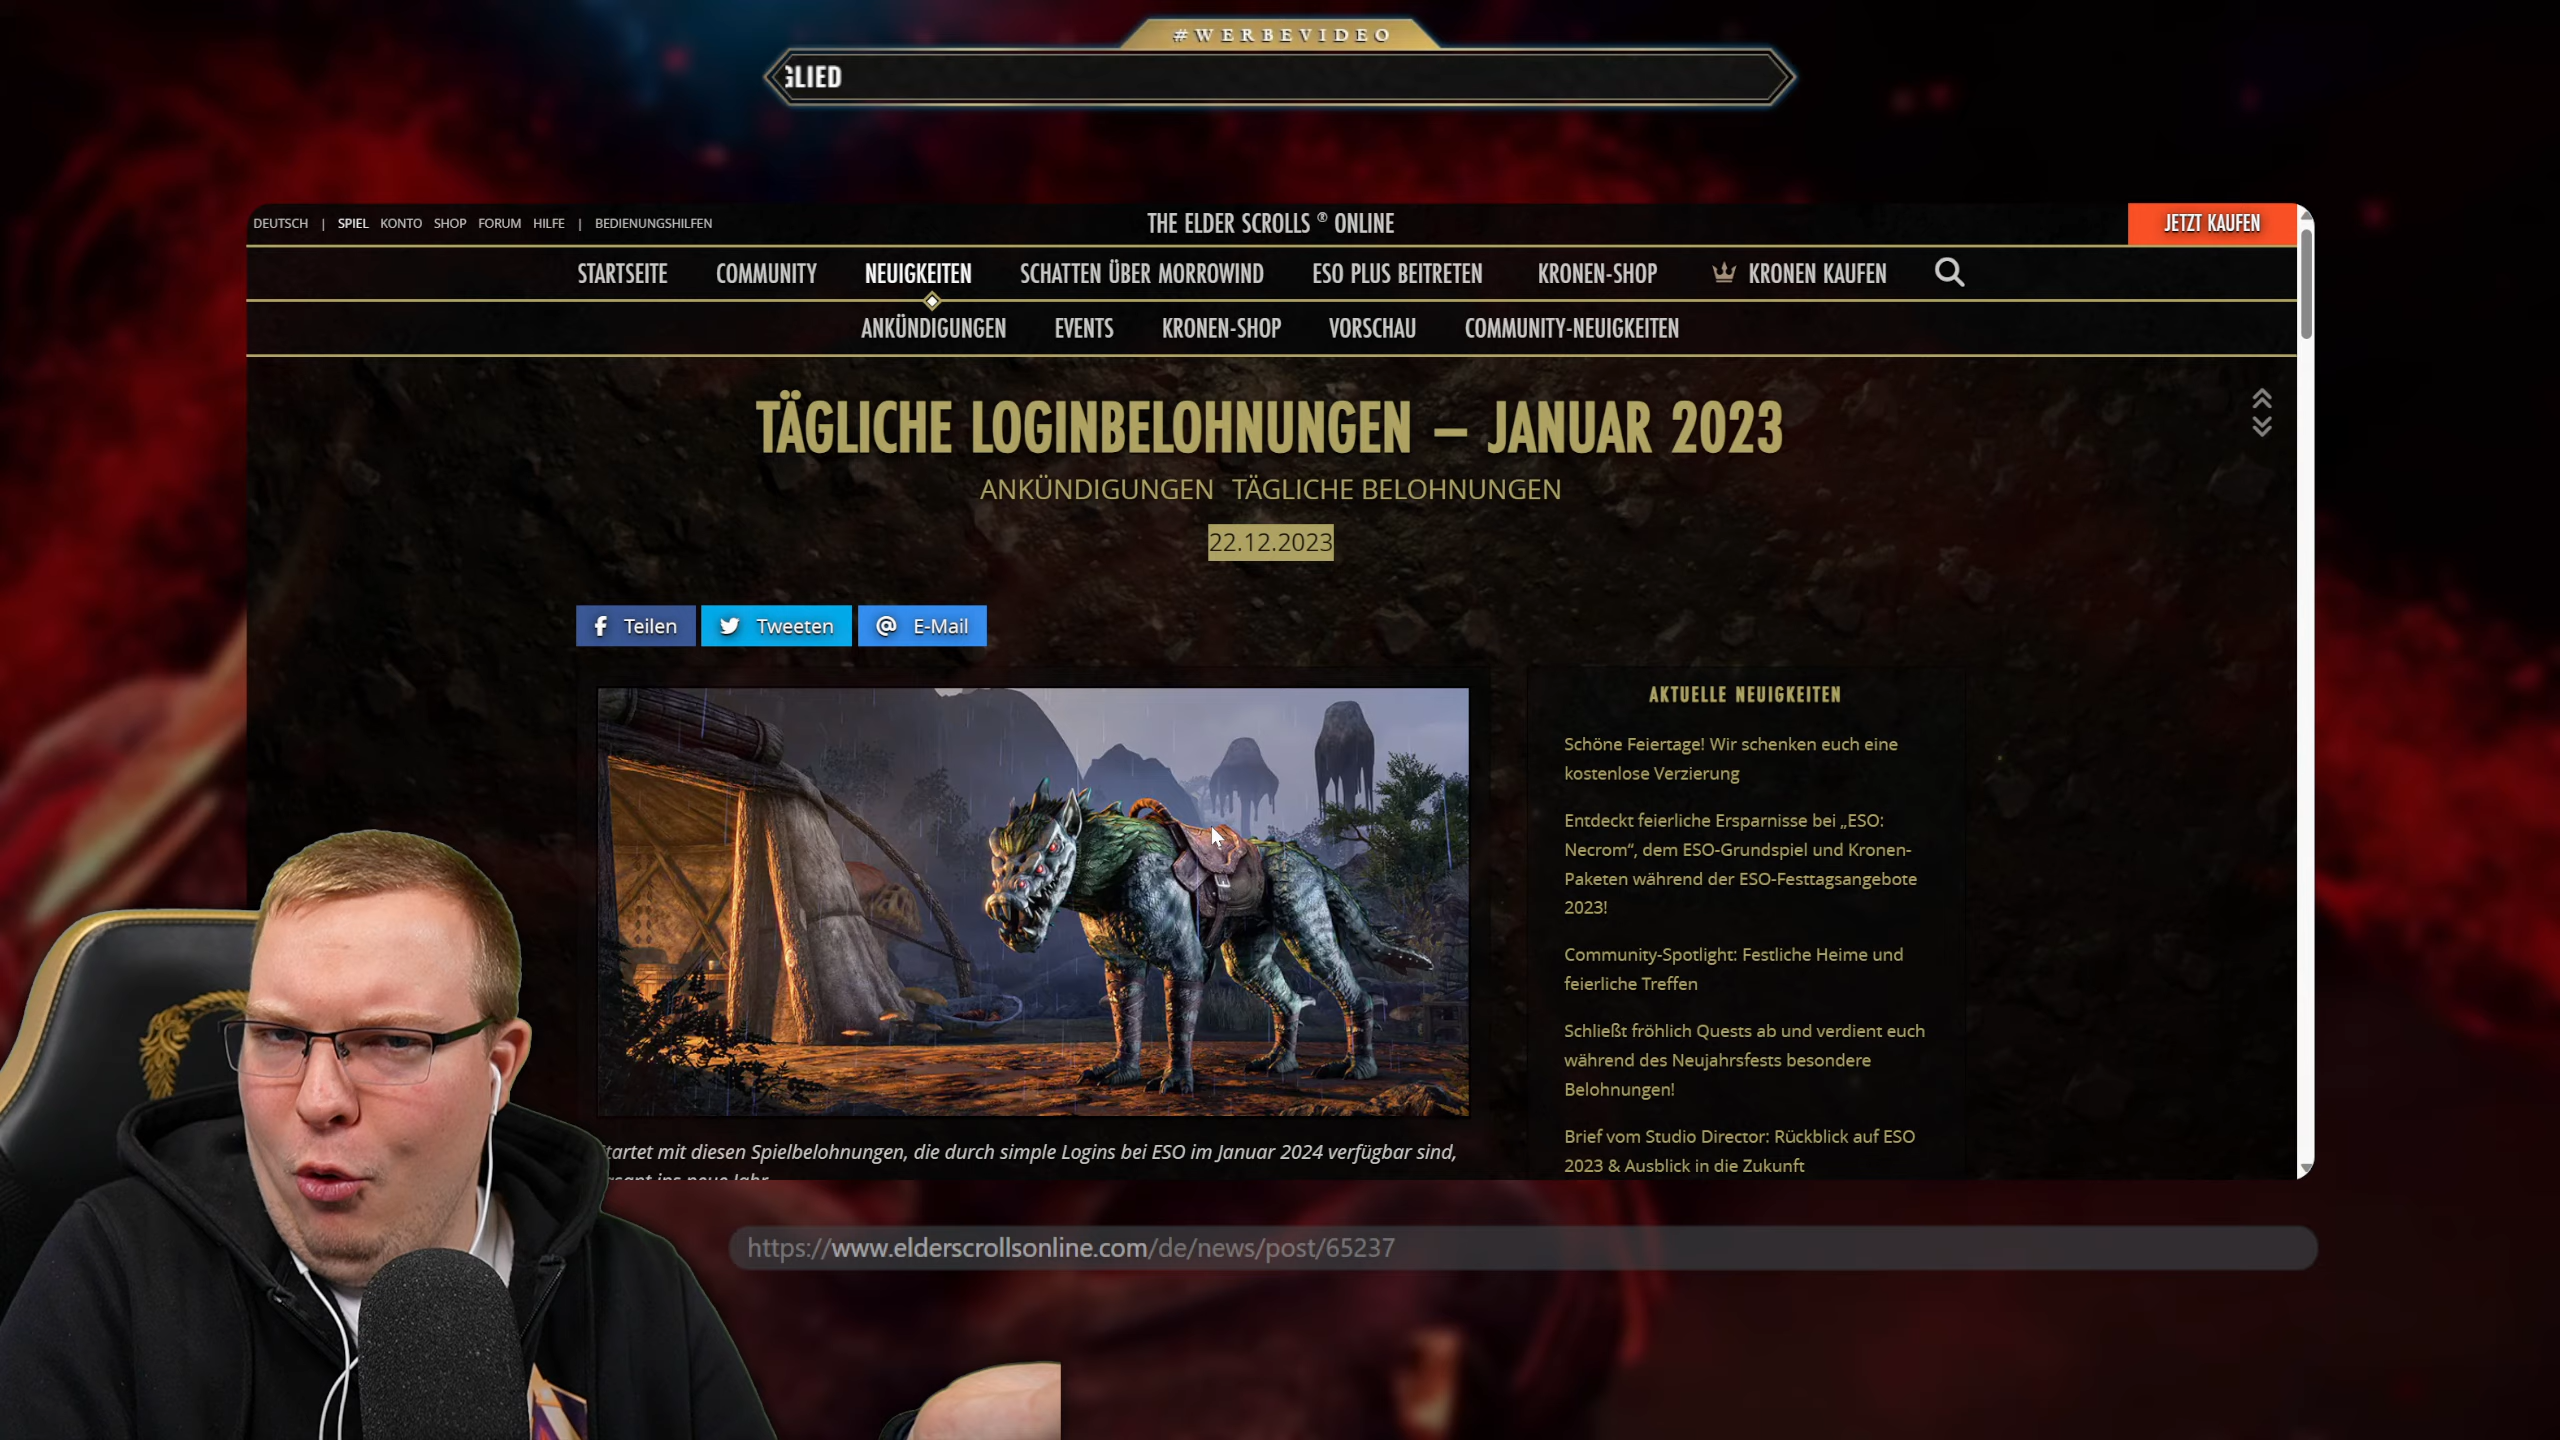 #WERBEVIDEO
GLIED
DEUTSCH | SPIEL KONTO SHOP FORUM HILFE | BEDIENUNGSHILFEN
THE ELDER SCROLLS ® ONLINE
JETZT KAUFEN
STARTSEITE COMMUNITY NEUIGKEITEN SCHATTEN ÜBER MORROWIND ESO PLUS BEITRETEN KRONEN-SHOP KRONEN KAUFEN
ANKÜNDIGUNGEN EVENTS KRONEN-SHOP VORSCHAU COMMUNITY-NEUIGKEITEN
TÄGLICHE LOGINBELOHNUNGEN – JANUAR 2023
ANKÜNDIGUNGEN TÄGLICHE BELOHNUNGEN
22.12.2023
Teilen Tweeten E-Mail
AKTUELLE NEUIGKEITEN
Schöne Feiertage! Wir schenken euch eine
kostenlose Verzierung
Entdeckt feierliche Ersparnisse bei „ESO:
Necrom“, dem ESO-Grundspiel und Kronen-
Paketen während der ESO-Festtagsangebote
2023!
Community-Spotlight: Festliche Heime und
feierliche Treffen
Schließt fröhlich Quests ab und verdient euch
während des Neujahrsfests besondere
Belohnungen!
Brief vom Studio Director: Rückblick auf ESO
2023 & Ausblick in die Zukunft
tartet mit diesen Spielbelohnungen, die durch simple Logins bei ESO im Januar 2024 verfügbar sind,
ins neue Jahr
https://www.elderscrollsonline.com/de/news/post/65237